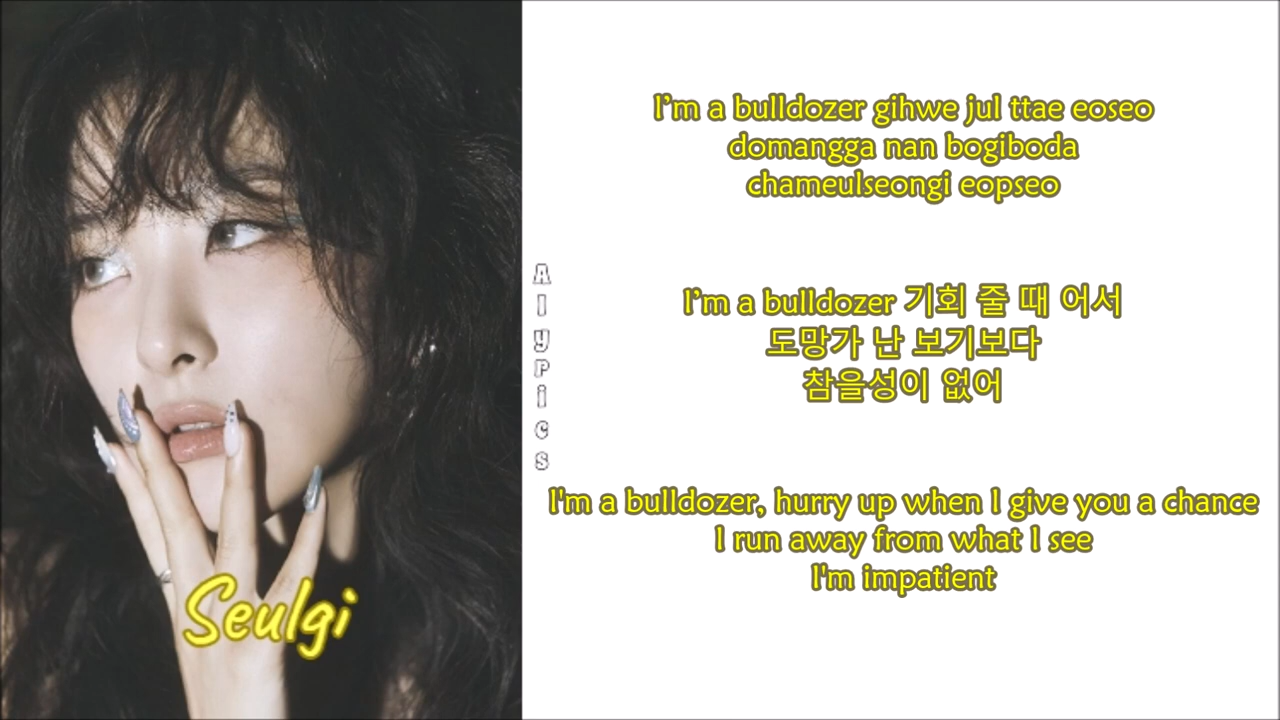 Seulgi
Alypics
I'm a bulldozer gihwe jul ttae eoseo
domangga nan bogiboda
chameulseongi eopseo
I'm a bulldozer 기회 줄 때 어서
도망가 난 보기보다
참을성이 없어
I'm a bulldozer, hurry up when I give you a chance
I run away from what I see
I'm impatient